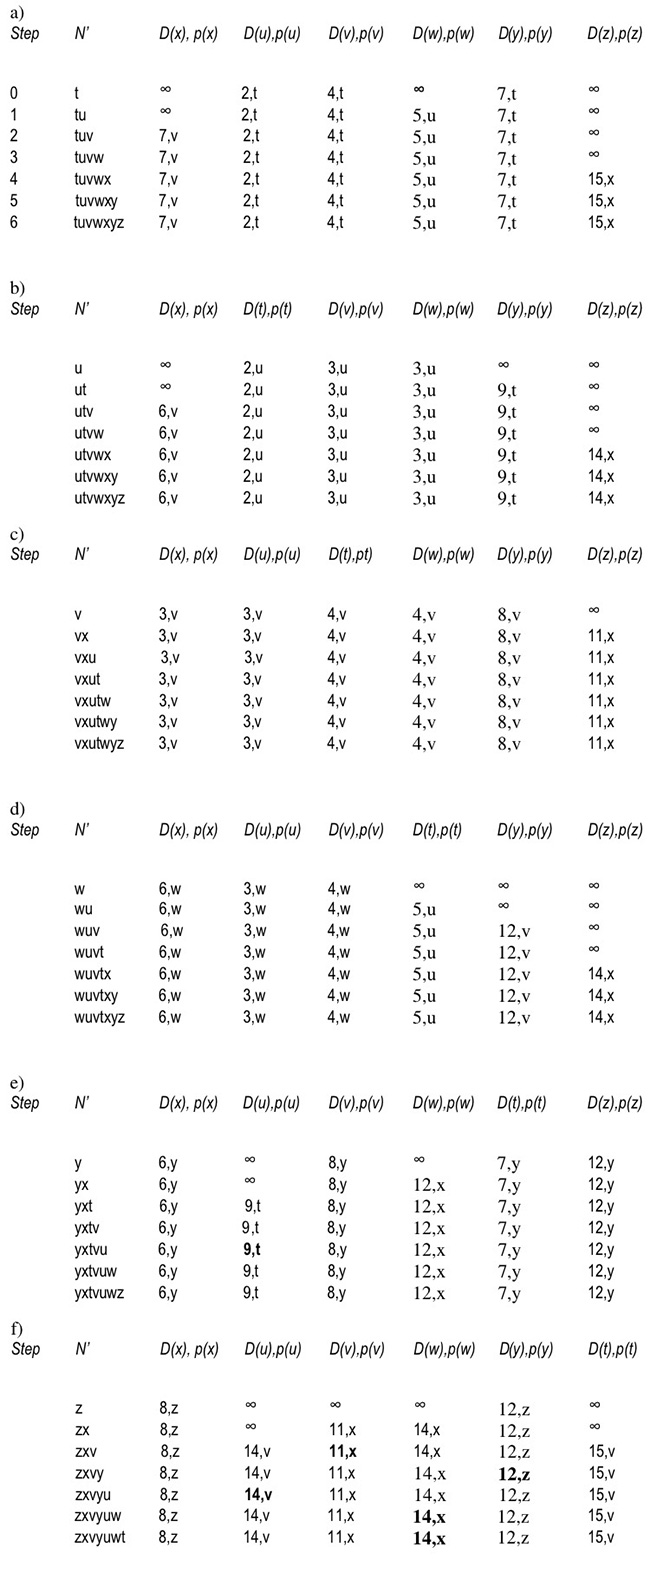 a)
Step N’ D(x), p(x) D(u),p(u) D(v),p(v) D(w),p(w) D(y),p(y) D(z),p(z)
0 t ∞ 2,t 4,t ∞ 7,t ∞
1 tu ∞ 2,t 4,t 5,u 7,t ∞
2 tuv 7,v 2,t 4,t 5,u 7,t ∞
3 tuvw 7,v 2,t 4,t 5,u 7,t ∞
4 tuvwx 7,v 2,t 4,t 5,u 7,t 15,x
5 tuvwxy 7,v 2,t 4,t 5,u 7,t 15,x
6 tuvwxyz 7,v 2,t 4,t 5,u 7,t 15,x
b)
Step N’ D(x), p(x) D(t),p(t) D(v),p(v) D(w),p(w) D(y),p(y) D(z),p(z)
u ∞ 2,u 3,u 3,u ∞ ∞
ut ∞ 2,u 3,u 3,u 9,t ∞
utv 6,v 2,u 3,u 3,u 9,t ∞
utvw 6,v 2,u 3,u 3,u 9,t ∞
utvwx 6,v 2,u 3,u 3,u 9,t 14,x
utvwxy 6,v 2,u 3,u 3,u 9,t 14,x
utvwxyz 6,v 2,u 3,u 3,u 9,t 14,x
c)
Step N’ D(x), p(x) D(u),p(u) D(t),pt) D(w),p(w) D(y),p(y) D(z),p(z)
v 3,v 3,v 4,v 4,v 8,v ∞
vx 3,v 3,v 4,v 4,v 8,v 11,x
vxu 3,v 3,v 4,v 4,v 8,v 11,x
vxut 3,v 3,v 4,v 4,v 8,v 11,x
vxutw 3,v 3,v 4,v 4,v 8,v 11,x
vxutwy 3,v 3,v 4,v 4,v 8,v 11,x
vxutwyz 3,v 3,v 4,v 4,v 8,v 11,x
d)
Step N’ D(x), p(x) D(u),p(u) D(v),p(v) D(t),p(t) D(y),p(y) D(z),p(z)
w 6,w 3,w 4,w ∞ ∞ ∞
wu 6,w 3,w 4,w 5,u ∞ ∞
wuv 6,w 3,w 4,w 5,u 12,v ∞
wuvt 6,w 3,w 4,w 5,u 12,v ∞
wuvtx 6,w 3,w 4,w 5,u 12,v 14,x
wuvtxy 6,w 3,w 4,w 5,u 12,v 14,x
wuvtxyz 6,w 3,w 4,w 5,u 12,v 14,x
e)
Step N’ D(x), p(x) D(u),p(u) D(v),p(v) D(w),p(w) D(t),p(t) D(z),p(z)
y 6,y ∞ 8,y ∞ 7,y 12,y
yx 6,y ∞ 8,y 12,x 7,y 12,y
yxt 6,y 9,t 8,y 12,x 7,y 12,y
yxtv 6,y 9,t 8,y 12,x 7,y 12,y
yxtvu 6,y 9,t 8,y 12,x 7,y 12,y
yxtvuw 6,y 9,t 8,y 12,x 7,y 12,y
yxtvuwz 6,y 9,t 8,y 12,x 7,y 12,y
f)
Step N’ D(x), p(x) D(u),p(u) D(v),p(v) D(w),p(w) D(y),p(y) D(t),p(t)
z 8,z ∞ ∞ ∞ 12,z ∞
zx 8,z ∞ 11,x 14,x 12,z ∞
zxv 8,z 14,v 11,x 14,x 12,z 15,v
zxvy 8,z 14,v 11,x 14,x 12,z 15,v
zxvyu 8,z 14,v 11,x 14,x 12,z 15,v
zxvyuw 8,z 14,v 11,x 14,x 12,z 15,v
zxvyuwt 8,z 14,v 11,x 14,x 12,z 15,v